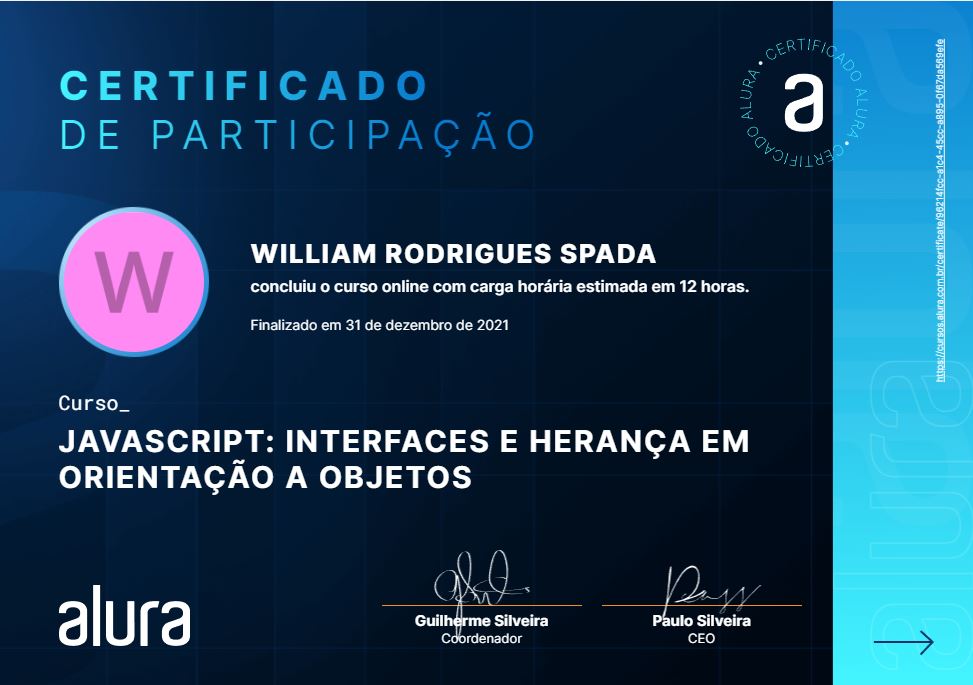 CERTIFICADO
DE PARTICIPAÇÃO
CERTIFICADO ALURA • CERTIFICADO ALURA •
a
W
WILLIAM RODRIGUES SPADA
concluiu o curso online com carga horária estimada em 12 horas.
Finalizado em 31 de dezembro de 2021
Curso_
JAVASCRIPT: INTERFACES E HERANÇA EM
ORIENTAÇÃO A OBJETOS
alura
Guilherme Silveira
Coordenador
Paulo Silveira
CEO
alura